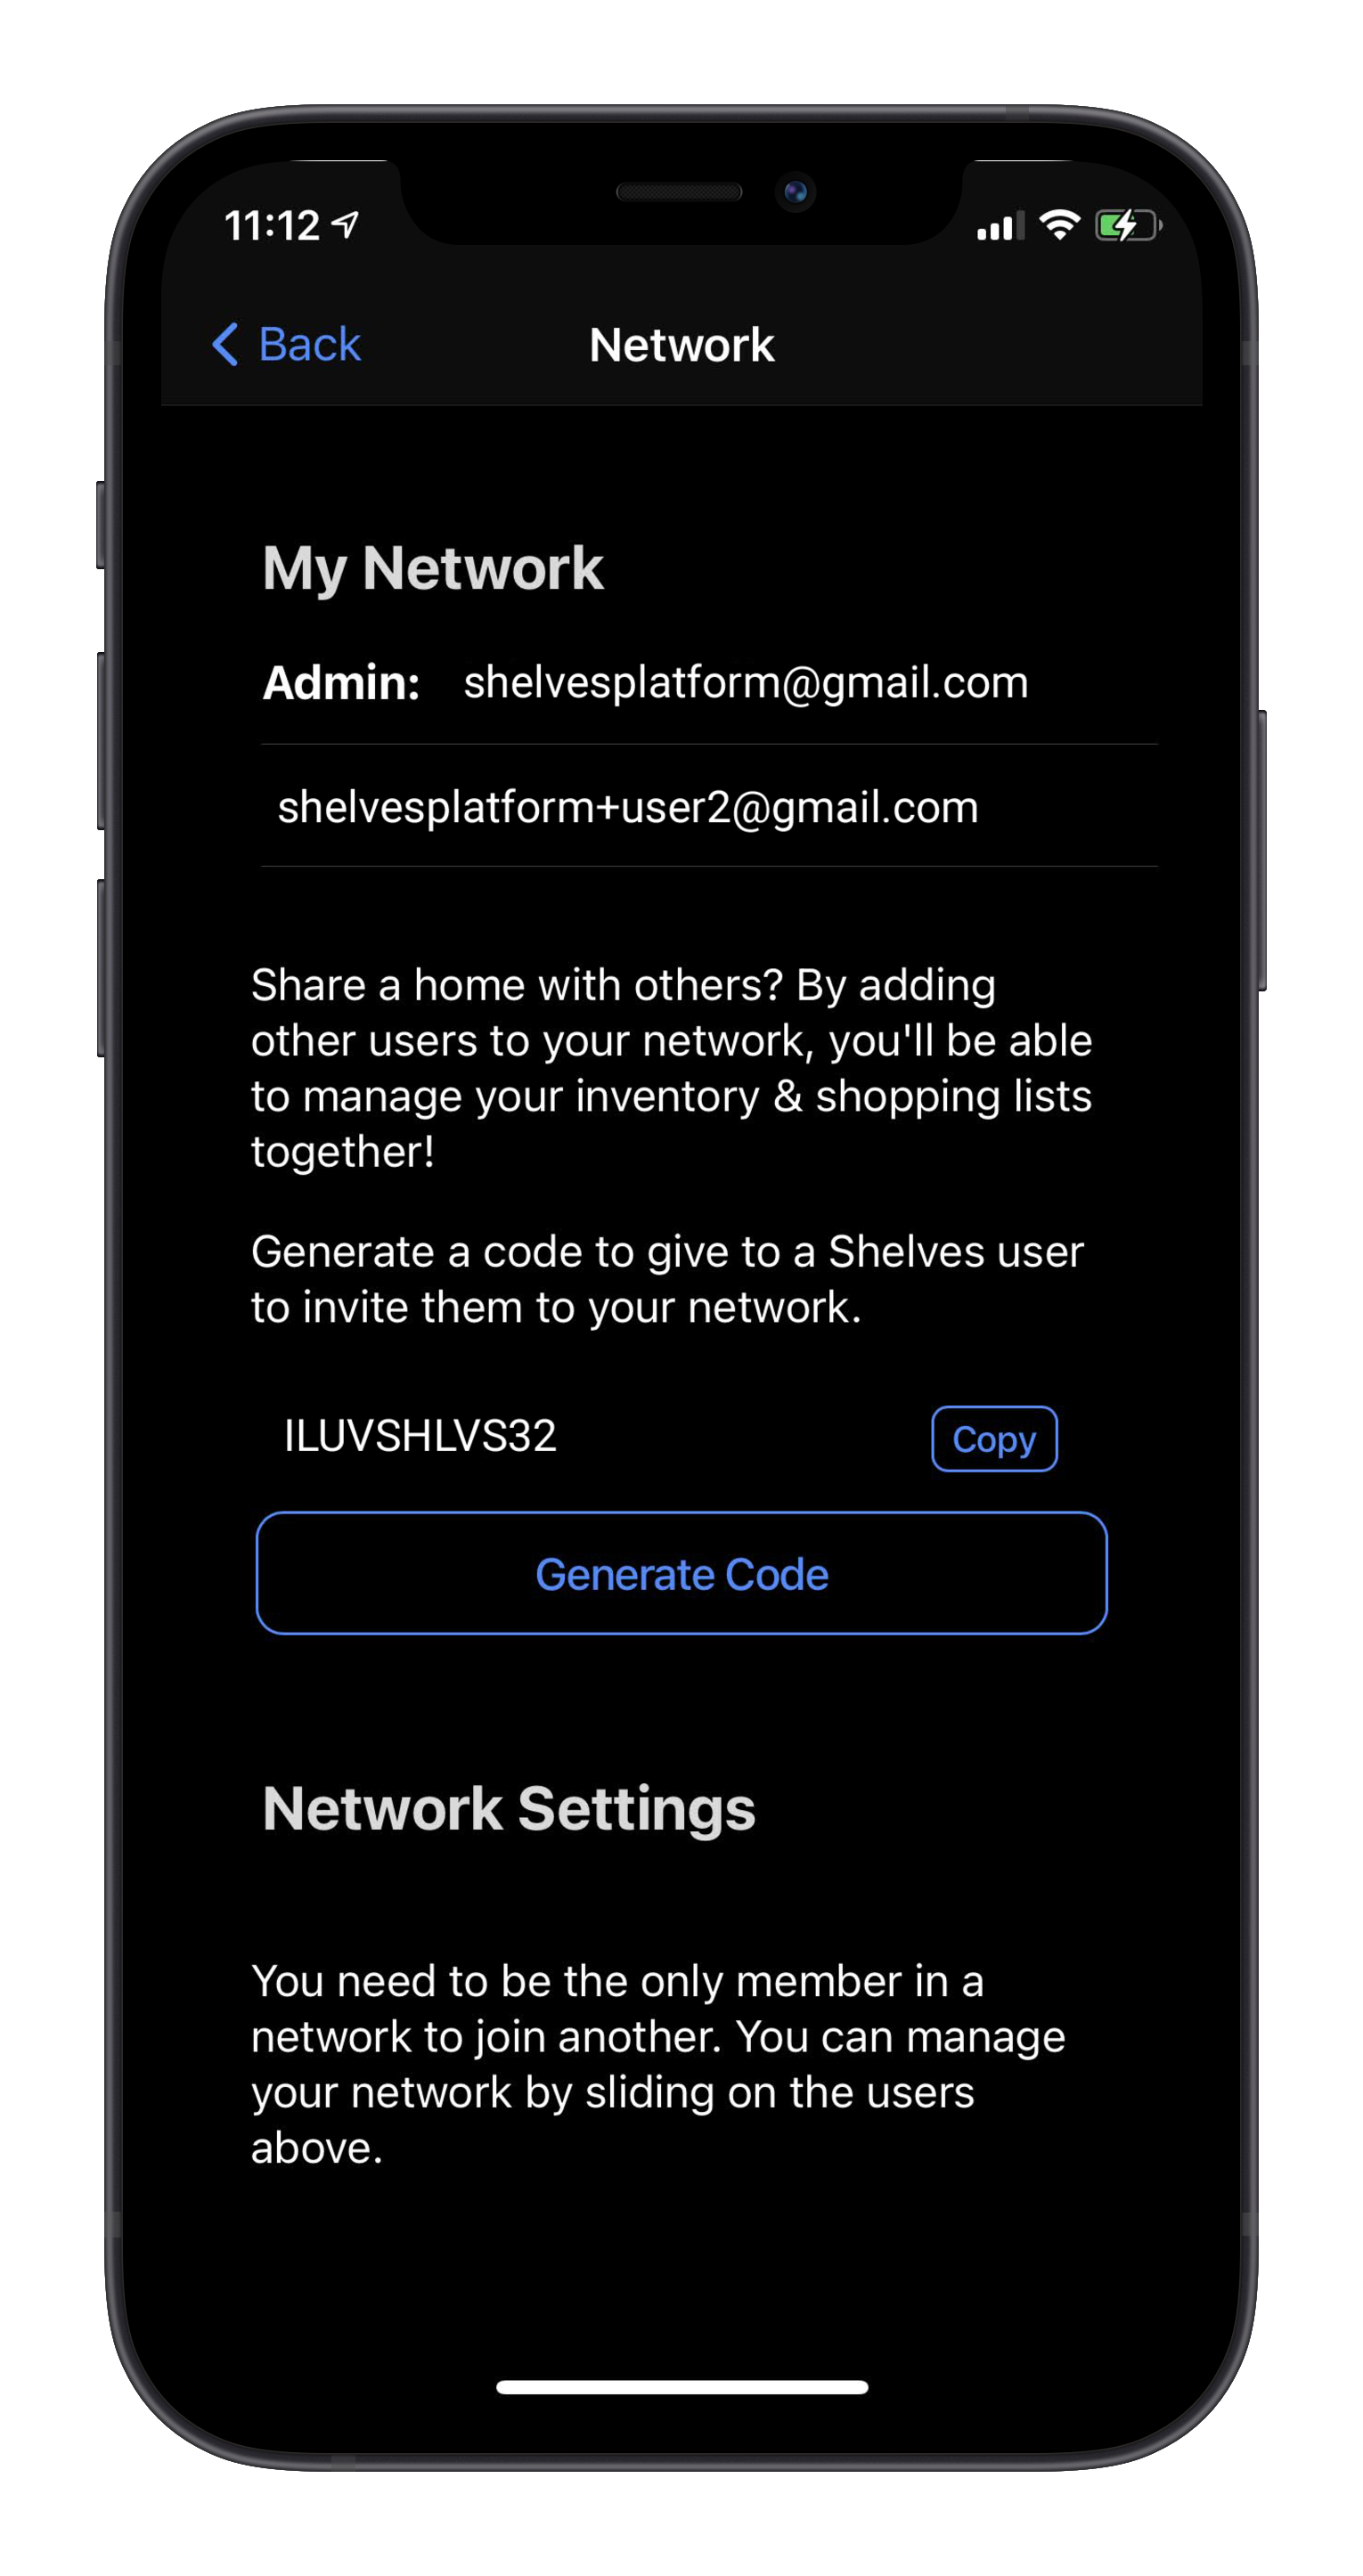 11:12
Back
Network
My Network
Admin: shelvesplatform@gmail.com
shelvesplatform+user2@gmail.com
Share a home with others? By adding
other users to your network, you'll be able
to manage your inventory & shopping lists
together!
Generate a code to give to a Shelves user
to invite them to your network.
ILUVSHLVS32
Copy
Generate Code
Network Settings
You need to be the only member in a
network to join another. You can manage
your network by sliding on the users
above.